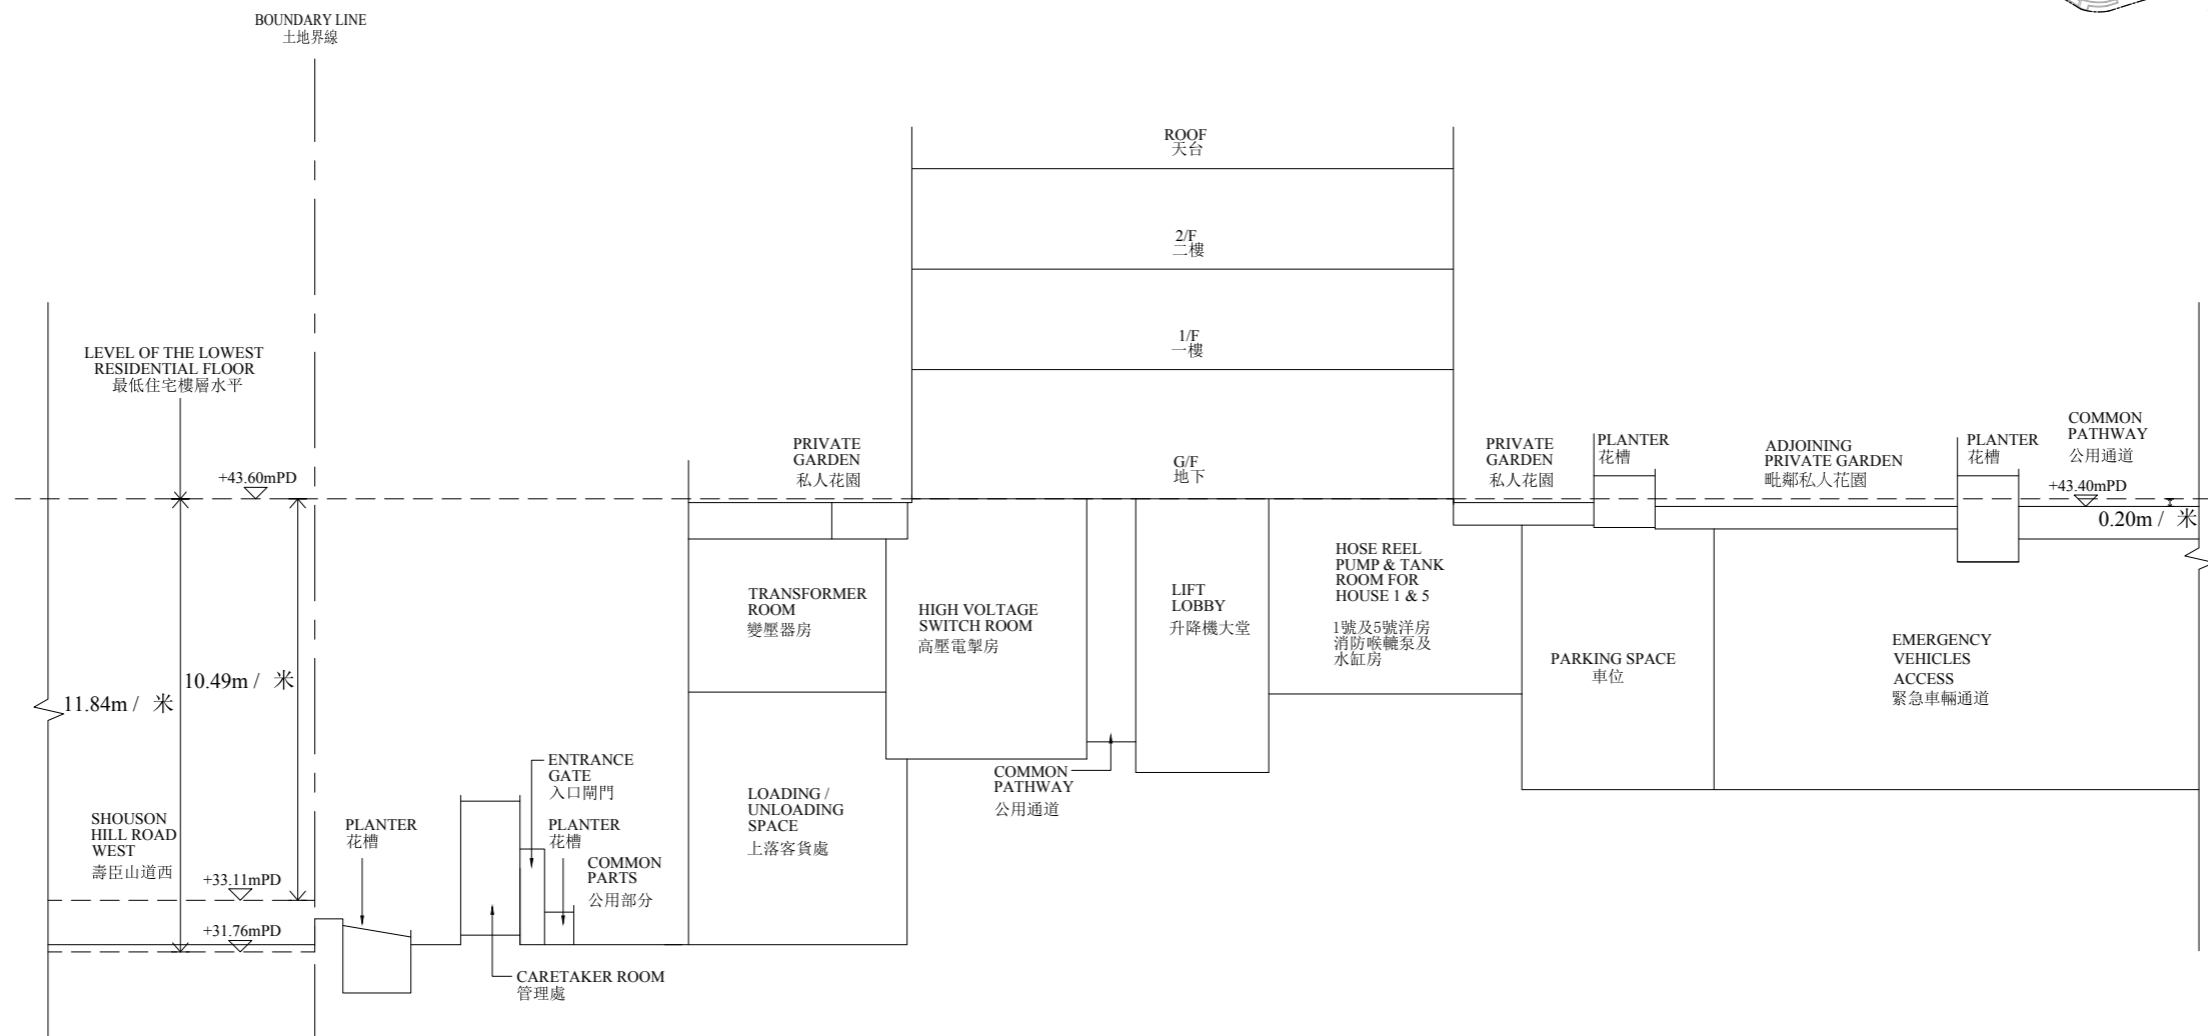 BOUNDARY LINE
土地界線
ROOF
天台
2/F
二樓
1/F
一樓
G/F
地下
LEVEL OF THE LOWEST
RESIDENTIAL FLOOR
最低住宅樓層水平
+43.60mPD
PRIVATE
GARDEN
私人花園
PRIVATE
GARDEN
私人花園
PLANTER
花槽
ADJOINING
PRIVATE GARDEN
毗鄰私人花園
PLANTER
花槽
COMMON
PATHWAY
公用通道
+43.40mPD
0.20m / 米
11.84m / 米
10.49m / 米
TRANSFORMER
ROOM
變壓器房
HIGH VOLTAGE
SWITCH ROOM
高壓電掣房
LIFT
LOBBY
升降機大堂
HOSE REEL
PUMP & TANK
ROOM FOR
HOUSE 1 & 5
1號及5號洋房
消防喉轆泵及
水缸房
PARKING SPACE
車位
EMERGENCY
VEHICLES
ACCESS
緊急車輛通道
COMMON
PATHWAY
公用通道
LOADING /
UNLOADING
SPACE
上落客貨處
ENTRANCE
GATE
入口閘門
PLANTER
花槽
COMMON
PARTS
公用部分
PLANTER
花槽
SHOUSON
HILL ROAD
WEST
壽臣山道西
+33.11mPD
+31.76mPD
CARETAKER ROOM
管理處